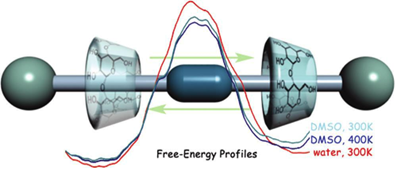 DMSO, 300K
DMSO, 400K
water, 300K
Free-Energy Profiles